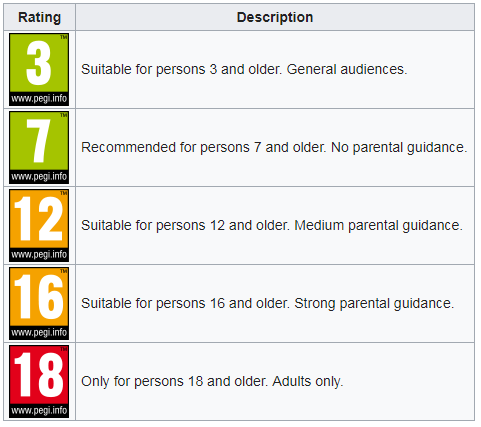 Rating Description
3
TM
www.pegi.info
Suitable for persons 3 and older. General audiences.
7
TM
www.pegi.info
Recommended for persons 7 and older. No parental guidance.
12
TM
www.pegi.info
Suitable for persons 12 and older. Medium parental guidance.
16
TM
www.pegi.info
Suitable for persons 16 and older. Strong parental guidance.
18
TM
www.pegi.info
Only for persons 18 and older. Adults only.